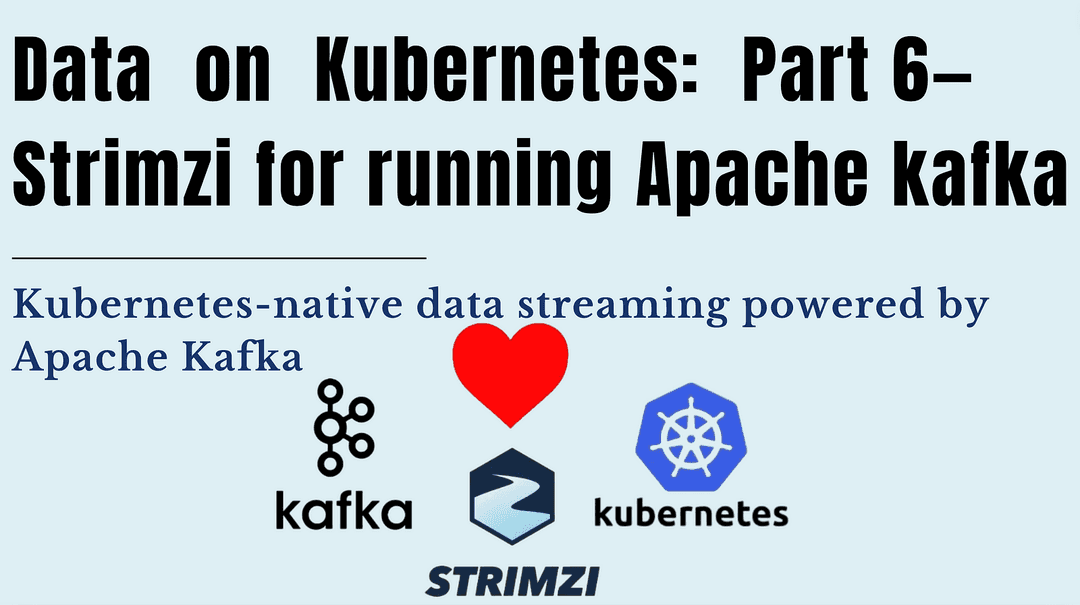 Data on Kubernetes: Part 6—
Strimzi for running Apache kafka
Kubernetes-native data streaming powered by
Apache Kafka
kafka
kubernetes
STRIMZI